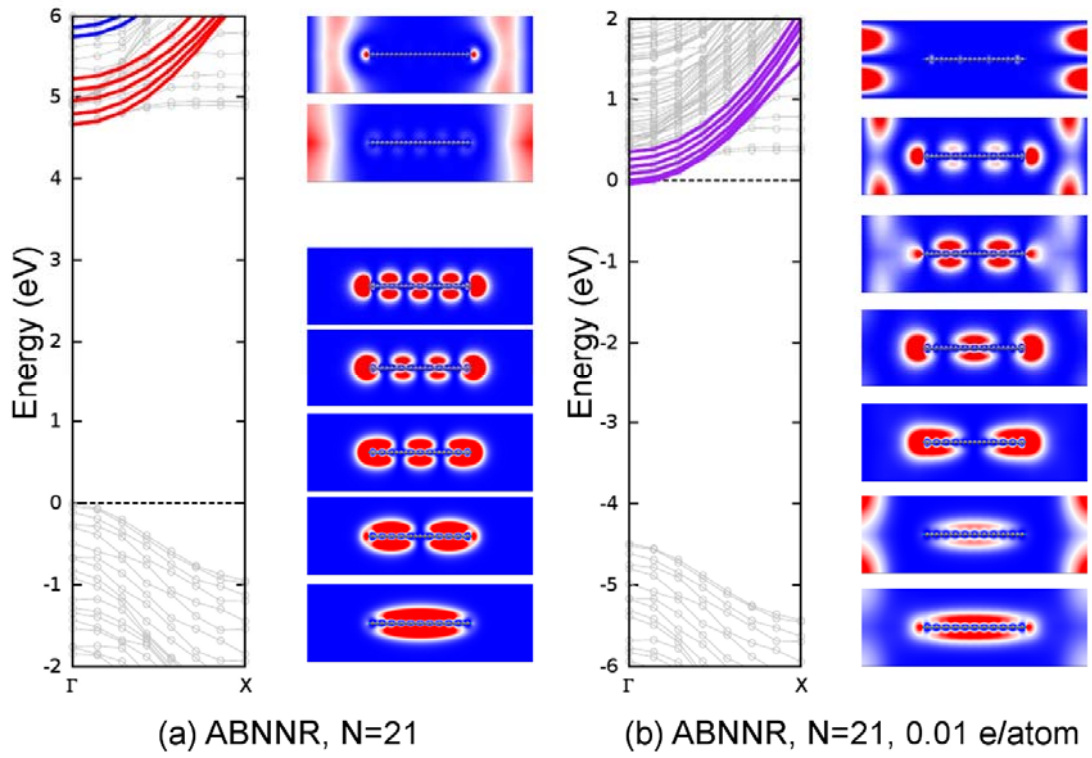 Energy (eV)
6
5
4
3
2
1
0
-1
-2
Γ
X
(a) ABNNR, N=21
Energy (eV)
2
1
0
-1
-2
-3
-4
-5
-6
Γ
X
(b) ABNNR, N=21, 0.01 e/atom